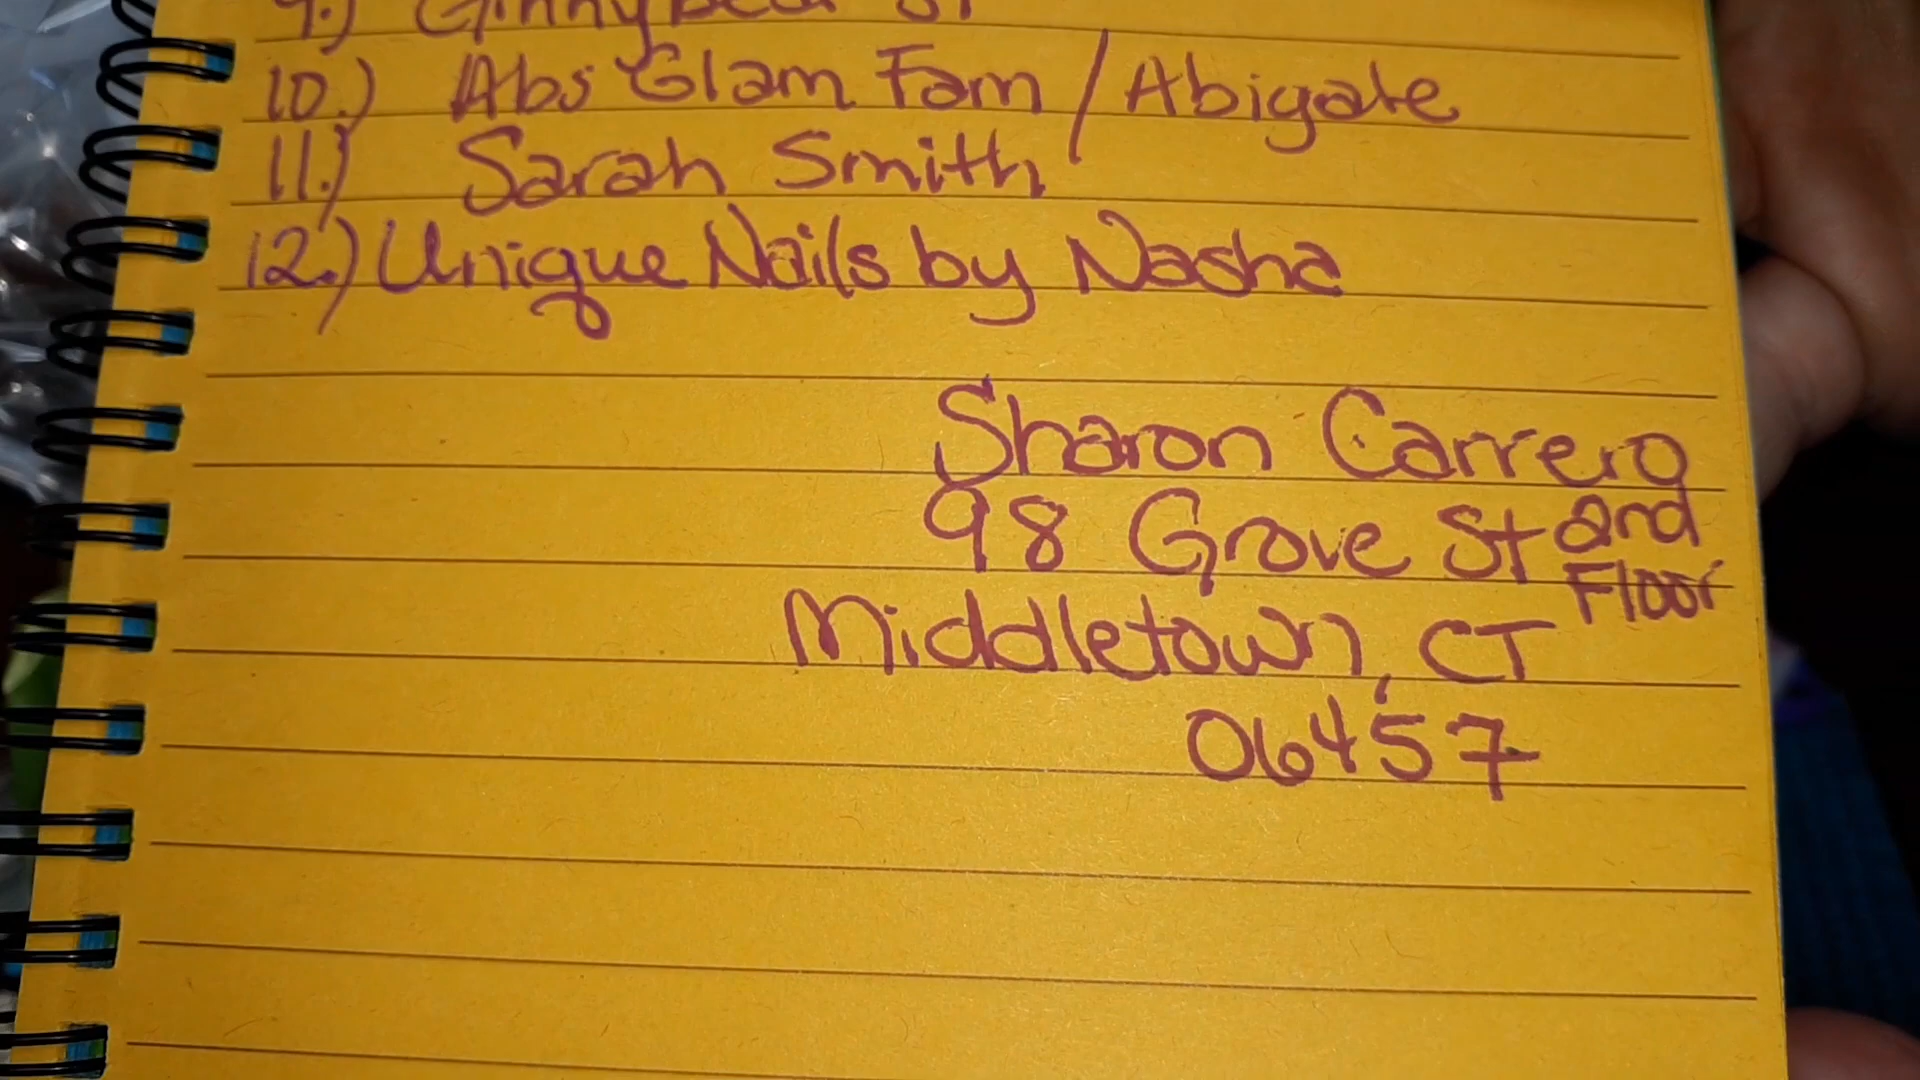 10.) Abs Glam Fam / Abigale
11.) Sarah Smith
12.) Unique Nails by Nasha
Sharon Carrero
98 Grove St 2nd
Floor
Middletown, CT
06457